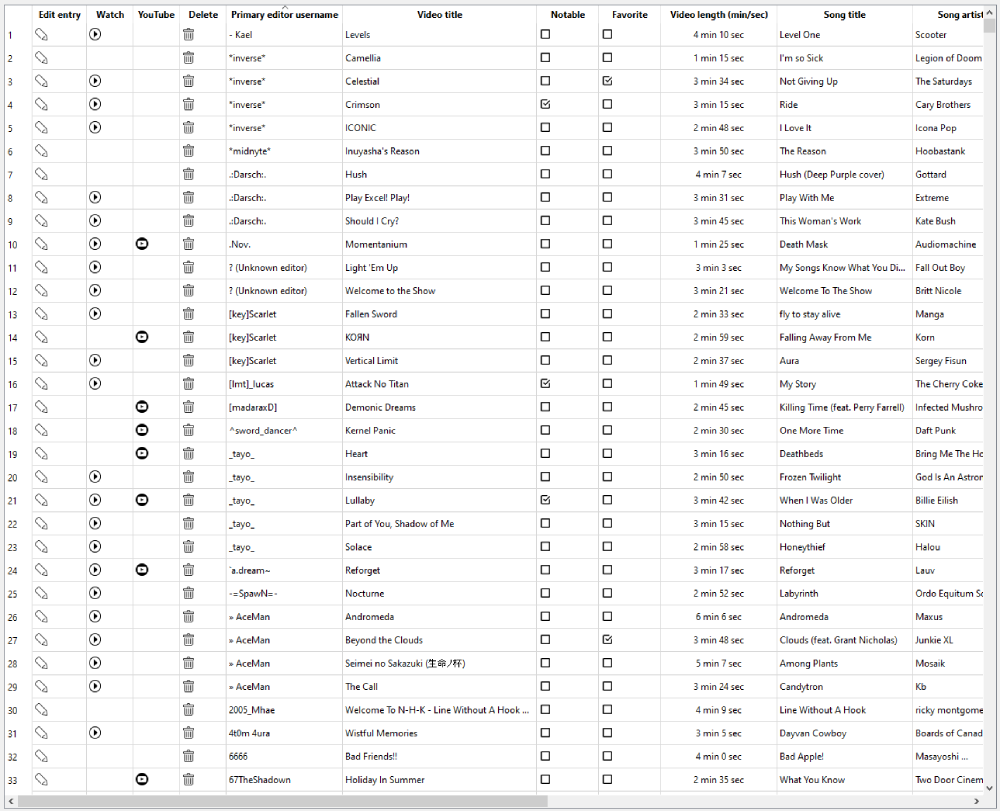 Edit entry Watch YouTube Delete Primary editor username Video title Notable Favorite Video length (min/sec) Song title Song artist
1 - Kael Levels 4 min 10 sec Level One Scooter
2 *inverse* Camellia 1 min 15 sec I'm so Sick Legion of Doom
3 *inverse* Celestial 3 min 34 sec Not Giving Up The Saturdays
4 *inverse* Crimson 3 min 15 sec Ride Cary Brothers
5 *inverse* ICONIC 2 min 48 sec I Love It Icona Pop
6 *midnyte* Inuyasha's Reason 3 min 50 sec The Reason Hoobastank
7 .:Darsch:. Hush 4 min 7 sec Hush (Deep Purple cover) Gottard
8 .:Darsch:. Play Excel! Play! 3 min 31 sec Play With Me Extreme
9 .:Darsch:. Should I Cry? 3 min 45 sec This Woman's Work Kate Bush
10 .Nov. Momentanium 1 min 25 sec Death Mask Audiomachine
11 ? (Unknown editor) Light 'Em Up 3 min 3 sec My Songs Know What You Di... Fall Out Boy
12 ? (Unknown editor) Welcome to the Show 3 min 21 sec Welcome To The Show Britt Nicole
13 [key]Scarlet Fallen Sword 2 min 33 sec fly to stay alive Manga
14 [key]Scarlet KOЯN 2 min 59 sec Falling Away From Me Korn
15 [key]Scarlet Vertical Limit 2 min 37 sec Aura Sergey Fisun
16 [lmt]_lucas Attack No Titan 1 min 49 sec My Story The Cherry Coke
17 [madaraxD] Demonic Dreams 2 min 45 sec Killing Time (feat. Perry Farrell) Infected Mushro
18 ^sword_dancer^ Kernel Panic 2 min 30 sec One More Time Daft Punk
19 _tayo_ Heart 3 min 16 sec Deathbeds Bring Me The Ho
20 _tayo_ Insensibility 2 min 50 sec Frozen Twilight God Is An Astron
21 _tayo_ Lullaby 3 min 42 sec When I Was Older Billie Eilish
22 _tayo_ Part of You, Shadow of Me 3 min 15 sec Nothing But SKIN
23 _tayo_ Solace 2 min 58 sec Honeythief Halou
24 `a.dream~ Reforget 3 min 17 sec Reforget Lauv
25 -=SpawN=- Nocturne 2 min 52 sec Labyrinth Ordo Equitum So
26 » AceMan Andromeda 6 min 6 sec Andromeda Maxus
27 » AceMan Beyond the Clouds 3 min 48 sec Clouds (feat. Grant Nicholas) Junkie XL
28 » AceMan Seimei no Sakazuki (生命ノ杯) 5 min 7 sec Among Plants Mosaik
29 » AceMan The Call 3 min 24 sec Candytron Kb
30 2005_Mhae Welcome To N-H-K - Line Without A Hook ... 4 min 9 sec Line Without A Hook ricky montgome
31 4t0m 4ura Wistful Memories 3 min 5 sec Dayvan Cowboy Boards of Canad
32 6666 Bad Friends!! 4 min 0 sec Bad Apple! Masayoshi ...
33 67TheShadown Holiday In Summer 2 min 35 sec What You Know Two Door Cinem